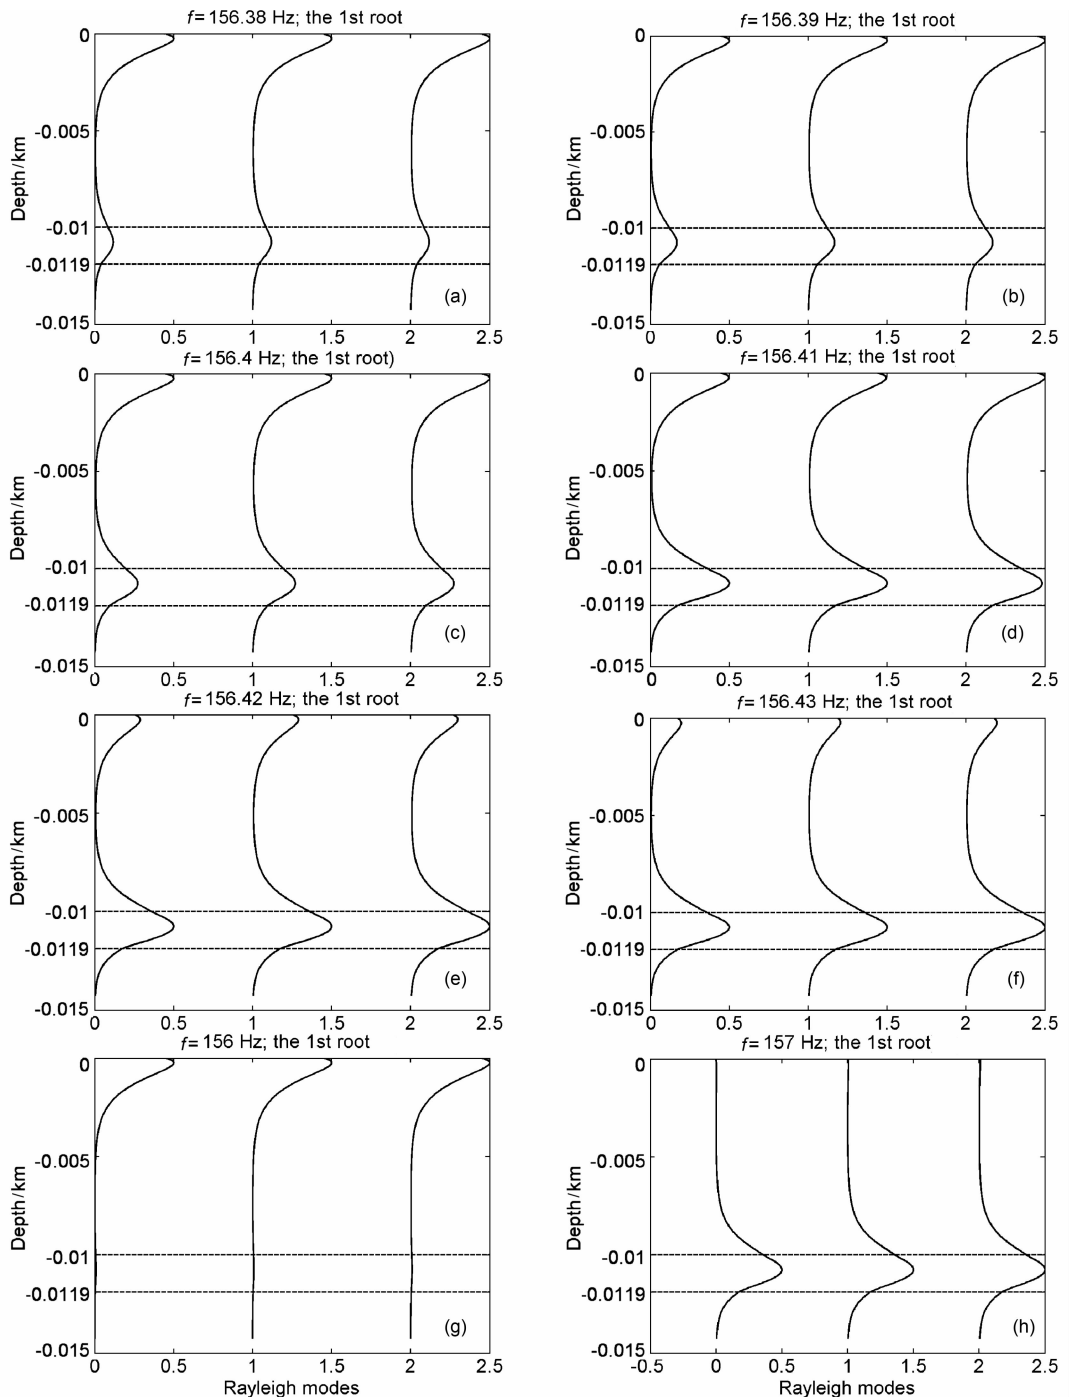 f=156.38 Hz; the 1st root
0
-0.005
-0.01
-0.0119
-0.015
Depth/km
(a)
0 0.5 1 1.5 2 2.5
f=156.39 Hz; the 1st root
0
-0.005
-0.01
-0.0119
-0.015
Depth/km
(b)
0 0.5 1 1.5 2 2.5
f=156.4 Hz; the 1st root)
0
-0.005
-0.01
-0.0119
-0.015
Depth/km
(c)
0 0.5 1 1.5 2 2.5
f=156.41 Hz; the 1st root
0
-0.005
-0.01
-0.0119
-0.015
Depth/km
(d)
0 0.5 1 1.5 2 2.5
f=156.42 Hz; the 1st root
0
-0.005
-0.01
-0.0119
-0.015
Depth/km
(e)
0 0.5 1 1.5 2 2.5
f=156.43 Hz; the 1st root
0
-0.005
-0.01
-0.0119
-0.015
Depth/km
(f)
0 0.5 1 1.5 2 2.5
f=156 Hz; the 1st root
0
-0.005
-0.01
-0.0119
-0.015
Depth/km
(g)
0 0.5 1 1.5 2 2.5
Rayleigh modes
f=157 Hz; the 1st root
0
-0.005
-0.01
-0.0119
-0.015
Depth/km
(h)
-0.5 0 0.5 1 1.5 2 2.5
Rayleigh modes